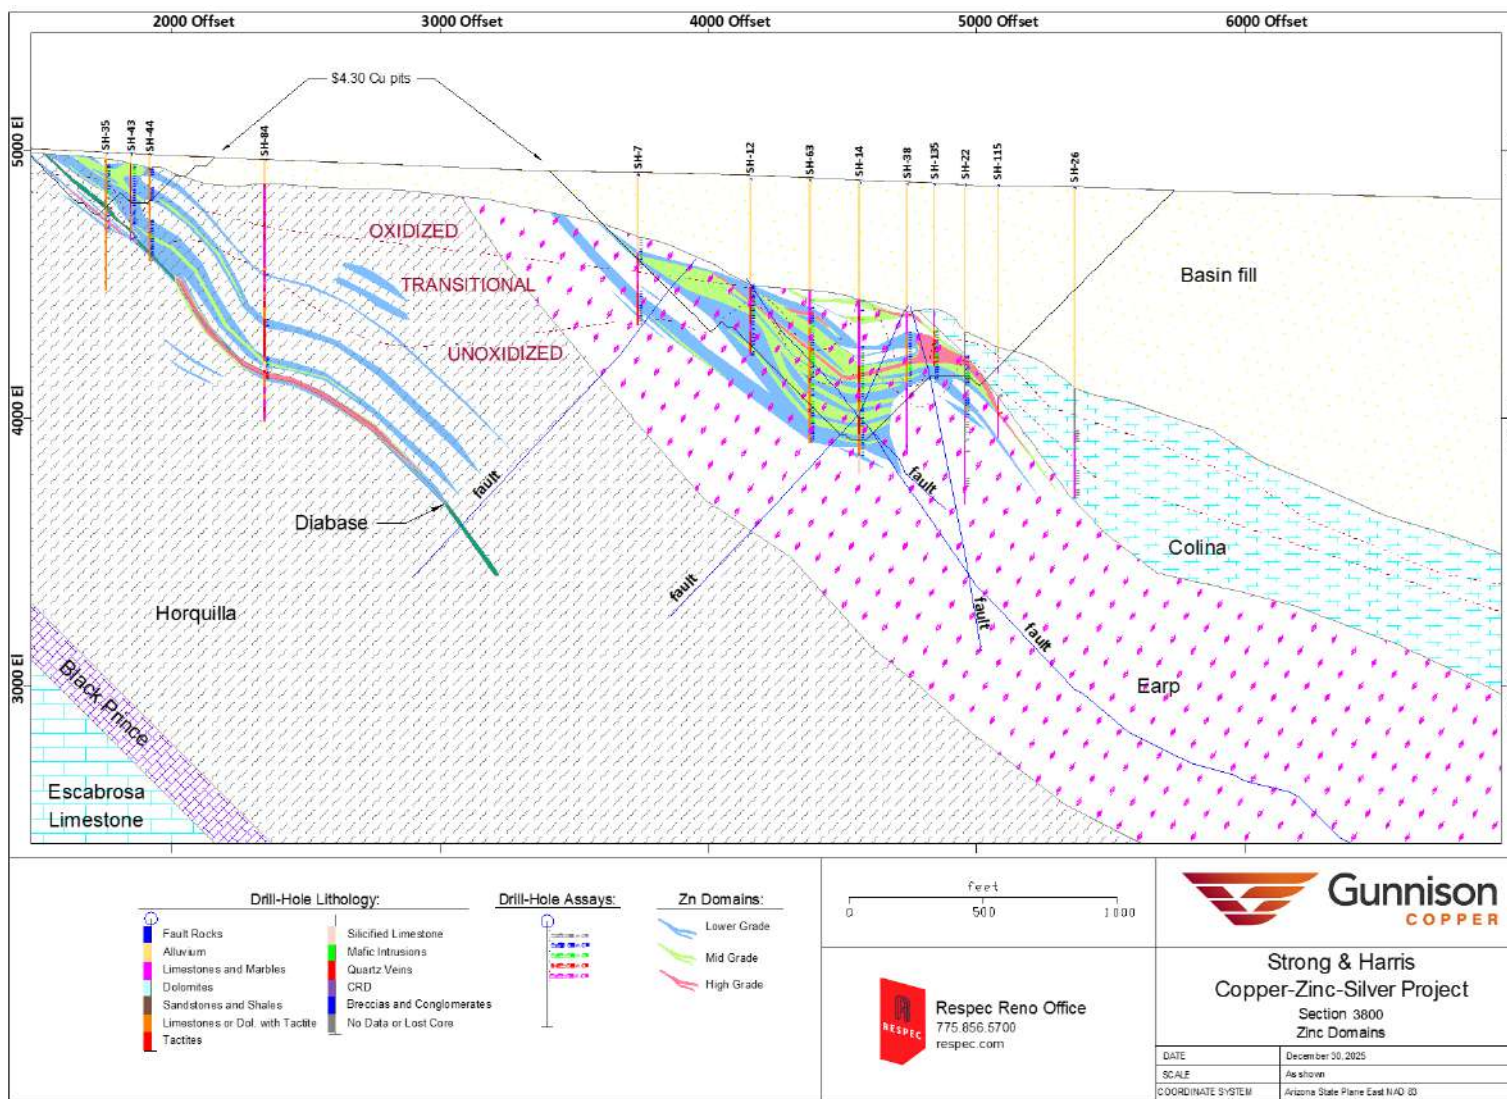 2000 Offset
3000 Offset
4000 Offset
5000 Offset
6000 Offset
$4.30 Cu pits
5000 El
4000 El
3000 El
SH-35
SH-43
SH-44
SH-84
SH-7
SH-12
SH-63
SH-14
SH-38
SH-135
SH-22
SH-115
SH-26
OXIDIZED
TRANSITIONAL
UNOXIDIZED
Basin fill
fault
fault
fault
fault
fault
Diabase
Colina
Horquilla
Earp
Black Prince
Escabrosa
Limestone
Drill-Hole Lithology:
Fault Rocks
Alluvium
Limestones and Marbles
Dolomites
Sandstones and Shales
Limestones or Dol. with Tactite
Tactites
Silicified Limestone
Mafic Intrusions
Quartz Veins
CRD
Breccias and Conglomerates
No Data or Lost Core
Drill-Hole Assays:
Zn Domains:
Lower Grade
Mid Grade
High Grade
feet
0 500 1000
RESPEC
Respec Reno Office
775.856.5700
respec.com
Gunnison
COPPER
Strong & Harris
Copper-Zinc-Silver Project
Section 3800
Zinc Domains
DATE December 30, 2025
SCALE As shown
COORDINATE SYSTEM Arizona State Plane East NAD 83